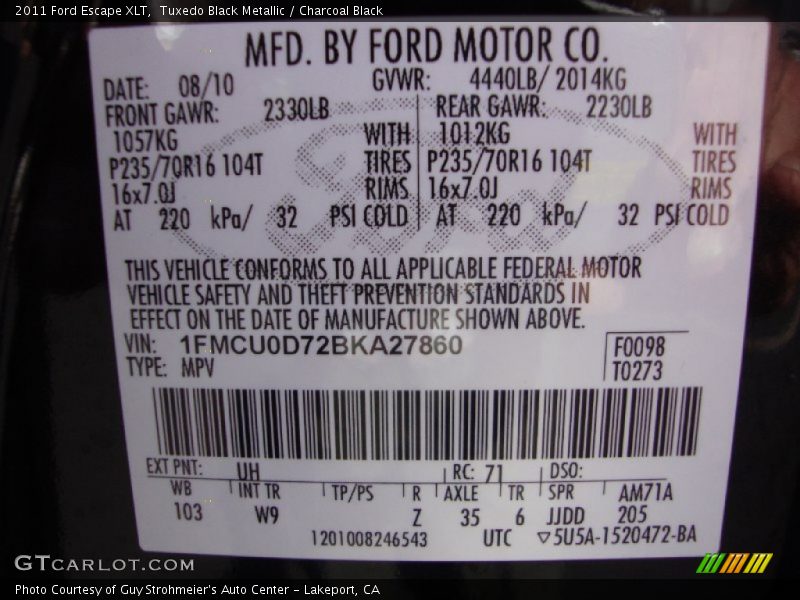 2011 Ford Escape XLT, Tuxedo Black Metallic / Charcoal Black
MFD. BY FORD MOTOR CO.
DATE: 08/10 GVWR: 4440LB/ 2014KG
FRONT GAWR: 2330LB REAR GAWR: 2230LB
1057KG WITH 1012KG WITH
P235/70R16 104T TIRES P235/70R16 104T TIRES
16x7.0J RIMS 16x7.0J RIMS
AT 220 kPa/ 32 PSI COLD AT 220 kPa/ 32 PSI COLD
Ford
THIS VEHICLE CONFORMS TO ALL APPLICABLE FEDERAL MOTOR
VEHICLE SAFETY AND THEFT PREVENTION STANDARDS IN
EFFECT ON THE DATE OF MANUFACTURE SHOWN ABOVE.
VIN: 1FMCU0D72BKA27860 F0098
TYPE: MPV T0273
EXT PNT: UH RC: 71 DSO:
WB INT TR TP/PS R AXLE TR SPR AM71A
103 W9 Z 35 6 JJDD 205
1201008246543 UTC ▽5U5A-1520472-BA
GTCARLOT.COM
Photo Courtesy of Guy Strohmeier's Auto Center – Lakeport, CA